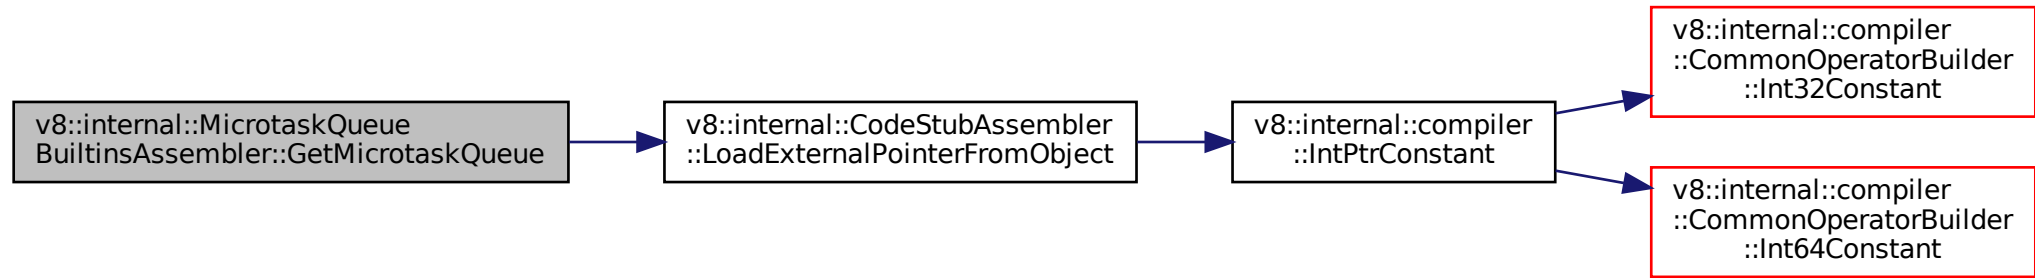 v8::internal::MicrotaskQueue
BuiltinsAssembler::GetMicrotaskQueue
v8::internal::CodeStubAssembler
::LoadExternalPointerFromObject
v8::internal::compiler
::IntPtrConstant
v8::internal::compiler
::CommonOperatorBuilder
::Int32Constant
v8::internal::compiler
::CommonOperatorBuilder
::Int64Constant